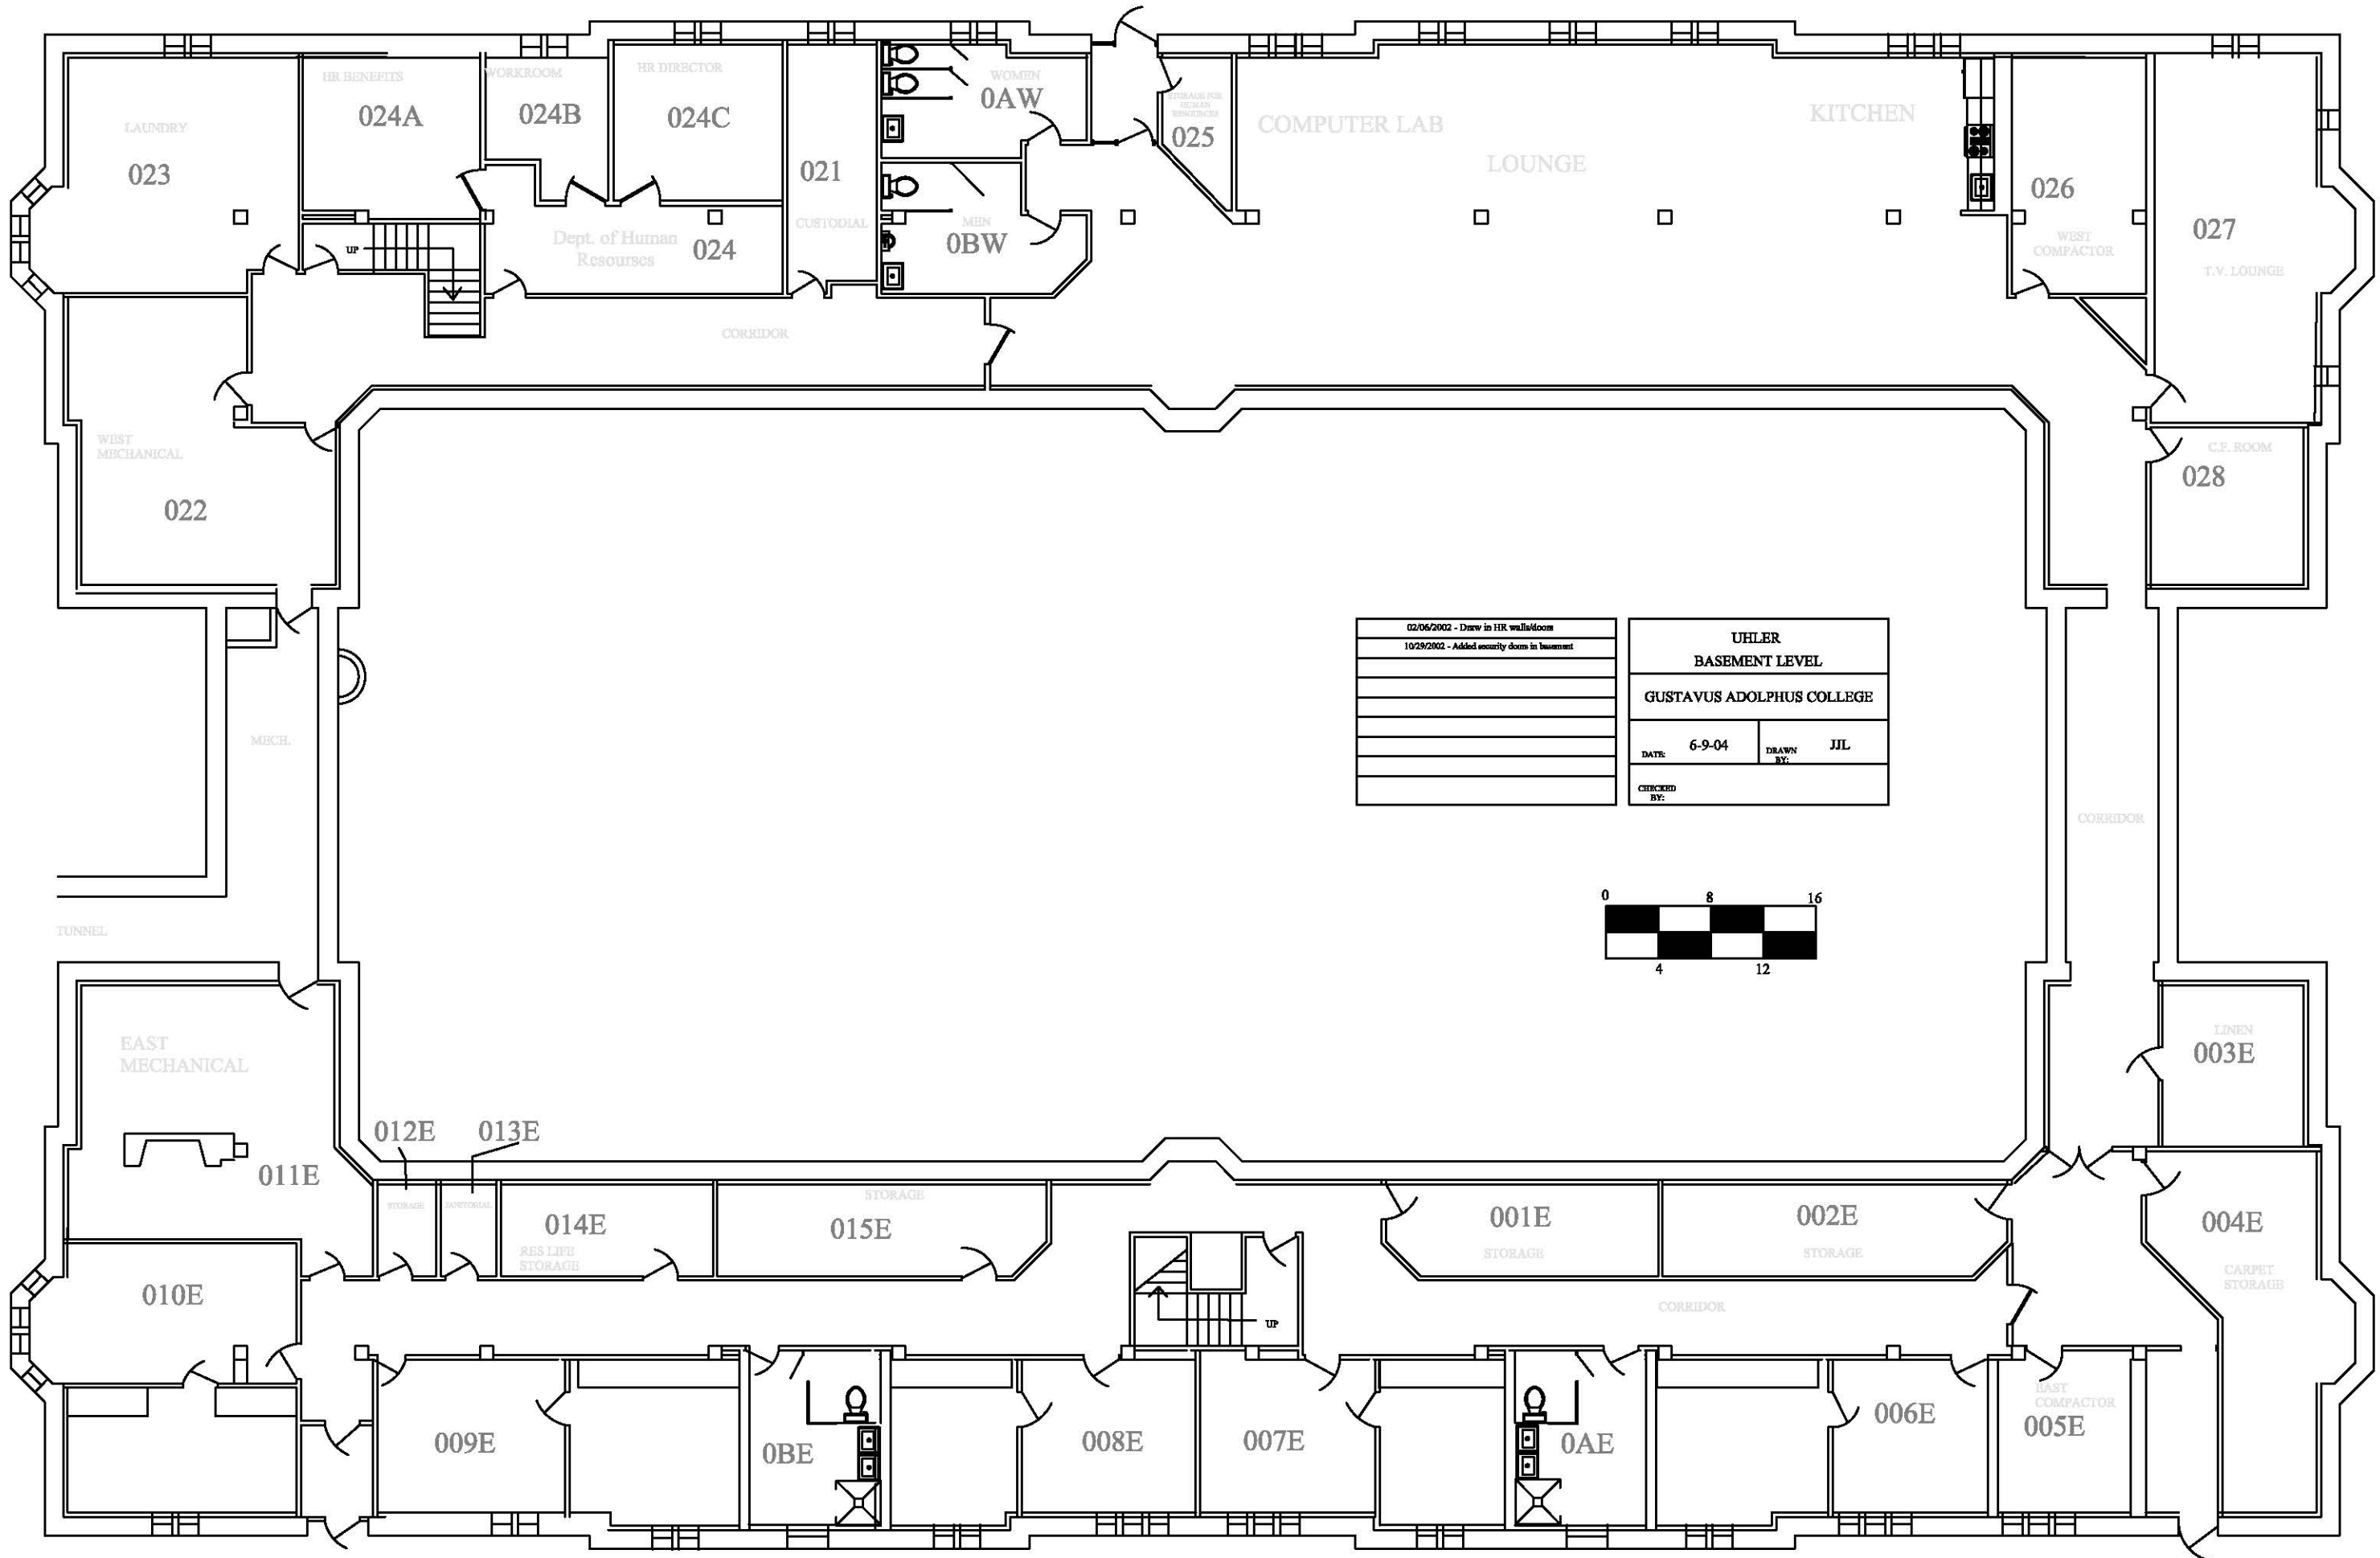 HR BENEFITS
024A
WORKROOM
024B
HR DIRECTOR
024C
LAUNDRY
023
021
CUSTODIAL
WOMEN
0AW
MEN
0BW
STORAGE FOR
HUMAN
RESOURCES
025
COMPUTER LAB
LOUNGE
KITCHEN
026
WEST
COMPACTOR
027
T.V. LOUNGE
UP
Dept. of Human
Resourses
024
CORRIDOR
WEST
MECHANICAL
022
C.F. ROOM
028
02/06/2002 - Draw in HR walls/doors
10/29/2002 - Added security doors in basement
UHLER
BASEMENT LEVEL
GUSTAVUS ADOLPHUS COLLEGE
DATE: 6-9-04 DRAWN BY: JJL
CHECKED
BY:
MECH.
CORRIDOR
TUNNEL
0 8 16
4 12
EAST
MECHANICAL
011E
LINEN
003E
012E
013E
STORAGE
JANITORIAL
014E
RES LIFE
STORAGE
STORAGE
015E
001E
STORAGE
002E
STORAGE
004E
CARPET
STORAGE
010E
UP
CORRIDOR
009E
0BE
008E
007E
0AE
006E
EAST
COMPACTOR
005E